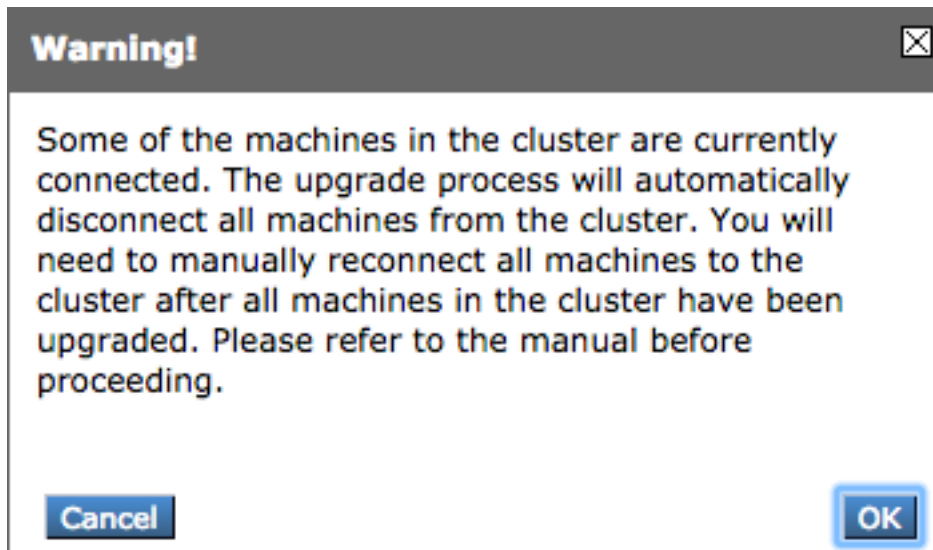 Warning!
Some of the machines in the cluster are currently
connected. The upgrade process will automatically
disconnect all machines from the cluster. You will
need to manually reconnect all machines to the
cluster after all machines in the cluster have been
upgraded. Please refer to the manual before
proceeding.
Cancel
OK